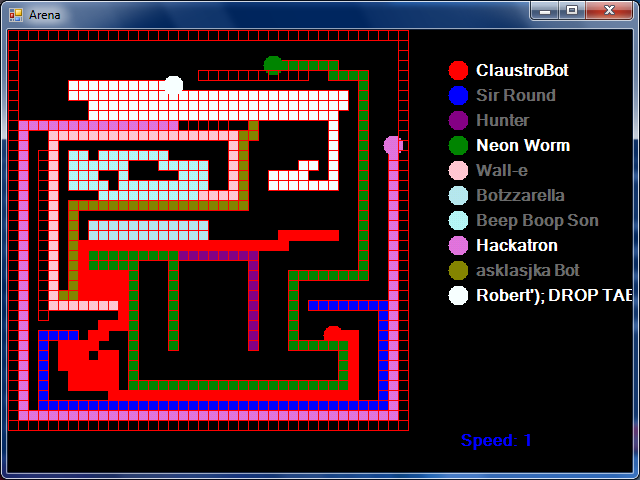 Arena
ClaustroBot
Sir Round
Hunter
Neon Worm
Wall-e
Botzzarella
Beep Boop Son
Hackatron
asklasjka Bot
Robert'); DROP TAB
Speed: 1